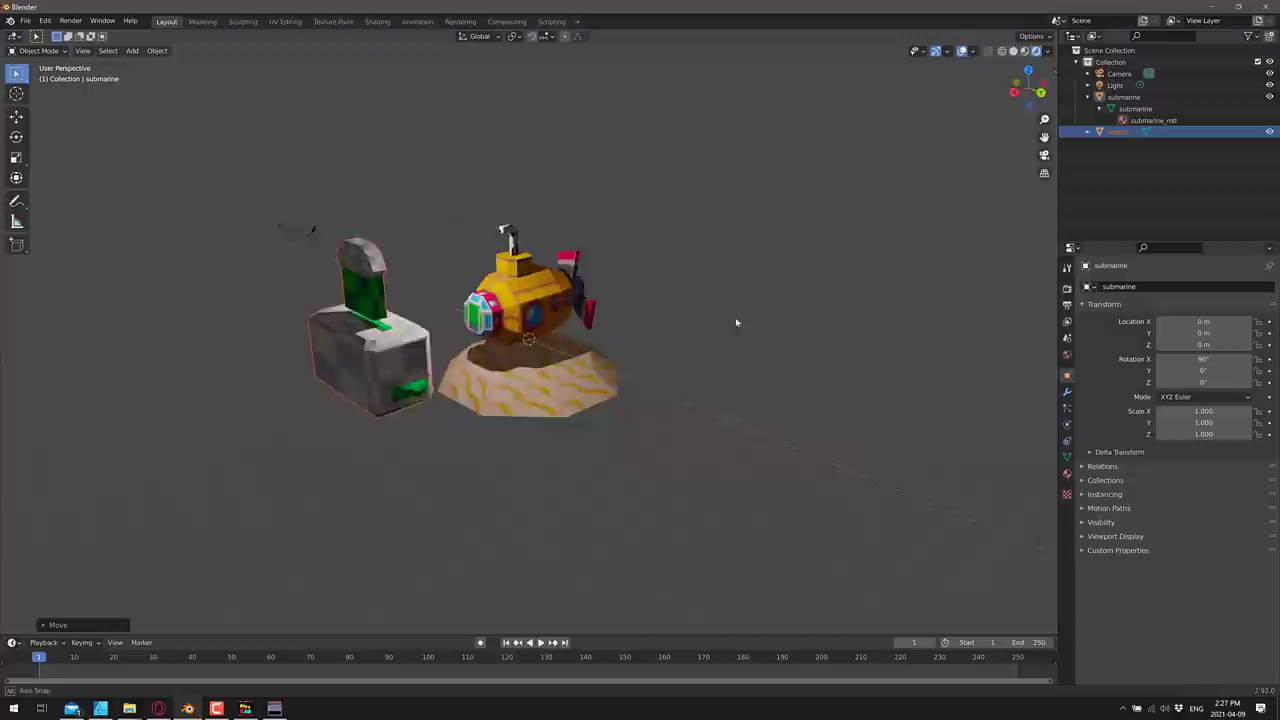 Blender
File Edit Render Window Help Layout Modeling Sculpting UV Editing Texture Paint Shading Animation Rendering Compositing Scripting + Scene View Layer
Global Options
Object Mode View Select Add Object
User Perspective
(1) Collection | submarine
Scene Collection
Collection
Camera
Light
submarine
submarine
submarine_mtl
submarine
submarine
Transform
Location X 0 m
Y 0 m
Z 0 m
Rotation X 90°
Y 0°
Z 0°
Mode XYZ Euler
Scale X 1.000
Y 1.000
Z 1.000
Delta Transform
Relations
Collections
Instancing
Motion Paths
Visibility
Viewport Display
Custom Properties
X Y Z
Move
Playback Keying View Marker 1 Start 1 End 250
1 10 20 30 40 50 60 70 80 90 100 110 120 130 140 150 160 170 180 190 200 210 220 230 240 250
Axis Snap 2.92.0
ENG 2:27 PM
2021-04-09